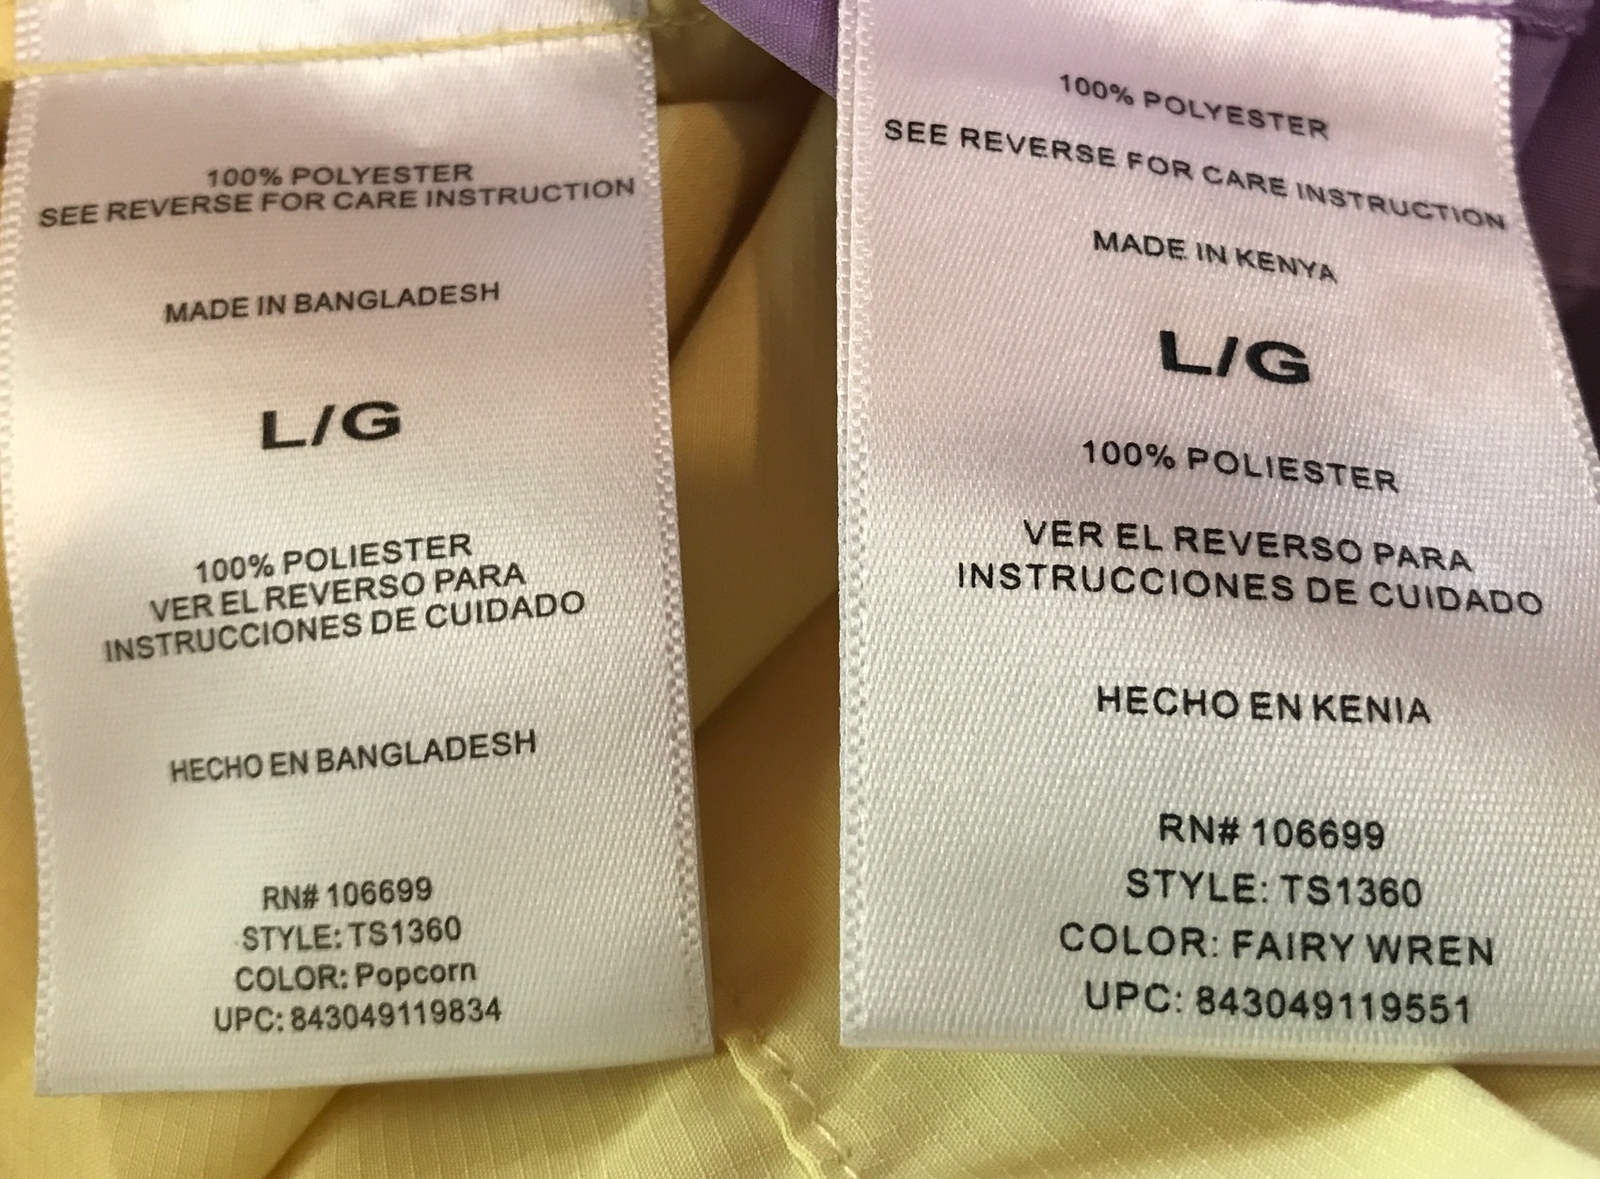 100% POLYESTER
SEE REVERSE FOR CARE INSTRUCTION
MADE IN BANGLADESH
L/G
100% POLIESTER
VER EL REVERSO PARA
INSTRUCCIONES DE CUIDADO
HECHO EN BANGLADESH
RN# 106699
STYLE: TS1360
COLOR: Popcorn
UPC: 843049119834
100% POLYESTER
SEE REVERSE FOR CARE INSTRUCTION
MADE IN KENYA
L/G
100% POLIESTER
VER EL REVERSO PARA
INSTRUCCIONES DE CUIDADO
HECHO EN KENIA
RN# 106699
STYLE: TS1360
COLOR: FAIRY WREN
UPC: 843049119551